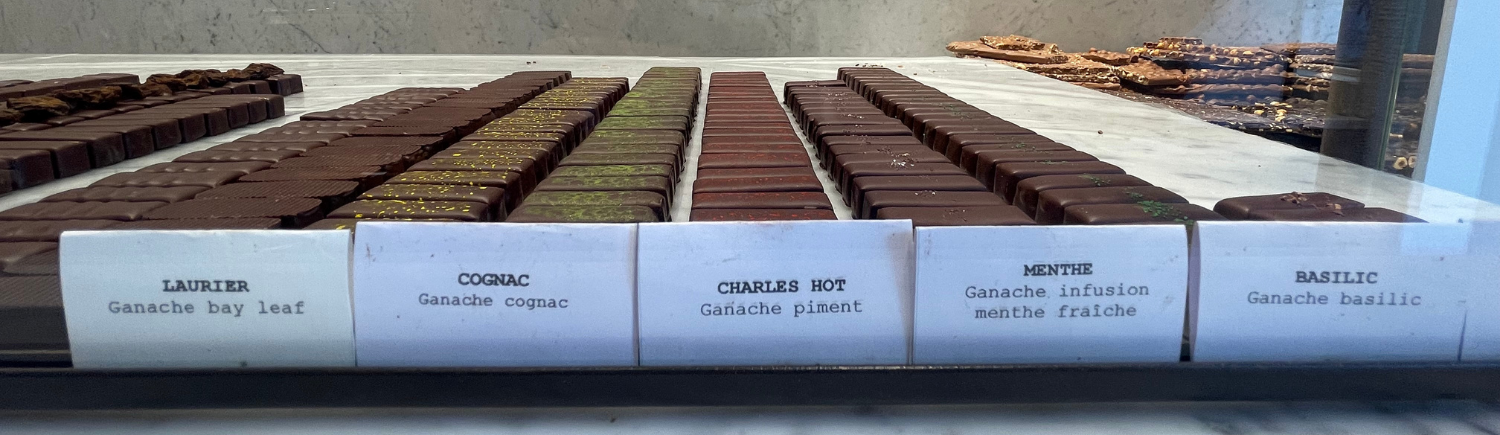 LAURIER
Ganache bay leaf
COGNAC
Ganache cognac
CHARLES HOT
Ganache piment
MENTHE
Ganache infusion
menthe fraîche
BASILIC
Ganache basilic